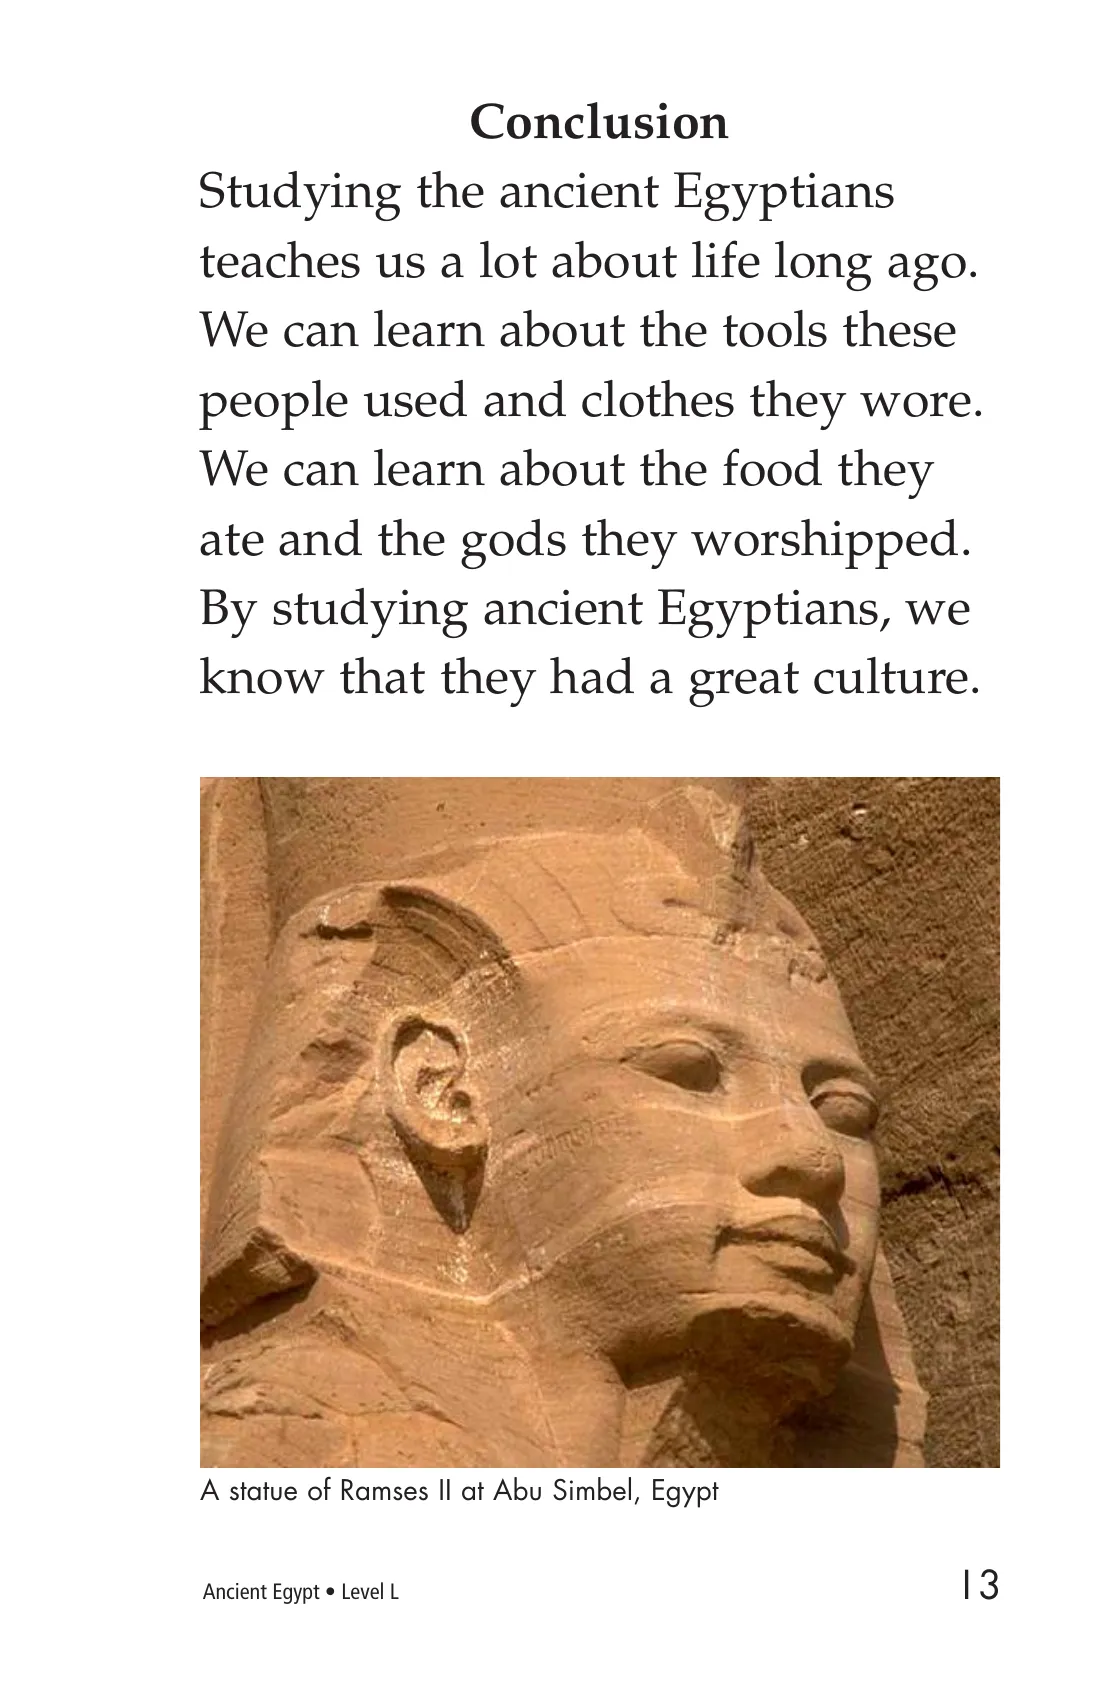 Conclusion
Studying the ancient Egyptians
teaches us a lot about life long ago.
We can learn about the tools these
people used and clothes they wore.
We can learn about the food they
ate and the gods they worshipped.
By studying ancient Egyptians, we
know that they had a great culture.
A statue of Ramses II at Abu Simbel, Egypt
Ancient Egypt • Level L
13